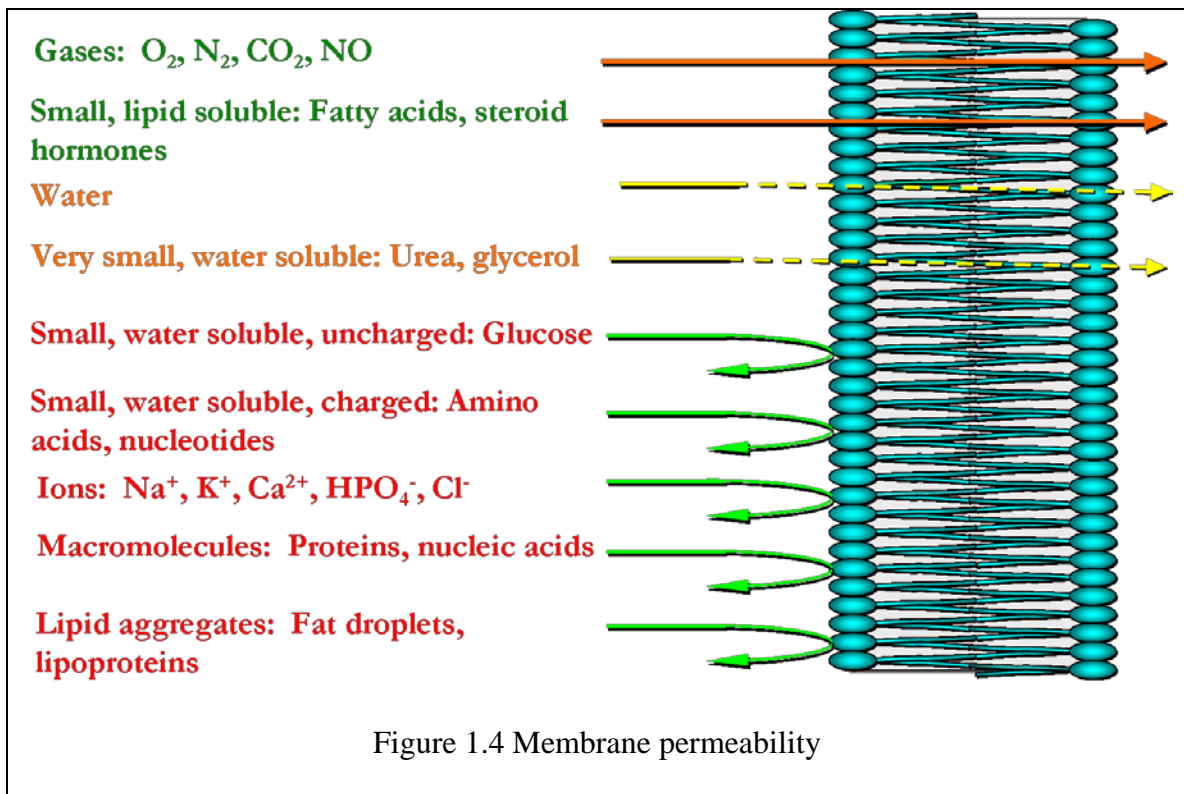 Gases: O₂, N₂, CO₂, NO
Small, lipid soluble: Fatty acids, steroid
hormones
Water
Very small, water soluble: Urea, glycerol
Small, water soluble, uncharged: Glucose
Small, water soluble, charged: Amino
acids, nucleotides
Ions: Na⁺, K⁺, Ca²⁺, HPO₄⁻, Cl⁻
Macromolecules: Proteins, nucleic acids
Lipid aggregates: Fat droplets,
lipoproteins
Figure 1.4 Membrane permeability